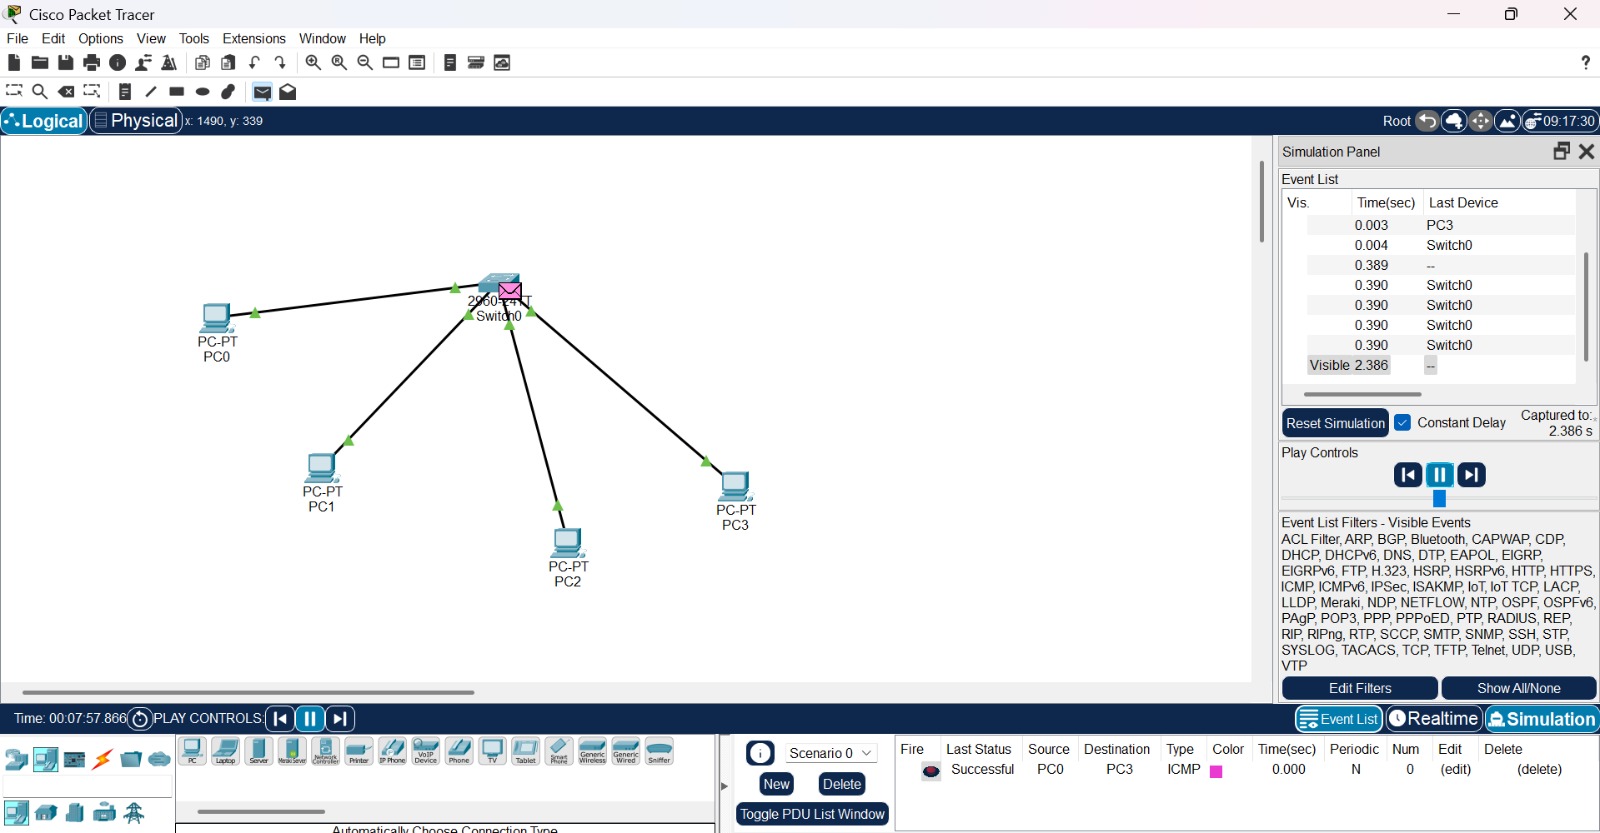 Cisco Packet Tracer
File Edit Options View Tools Extensions Window Help
?
Logical Physical x: 1490, y: 339 Root 09:17:30
Simulation Panel
Event List
Vis. Time(sec) Last Device
0.003 PC3
0.004 Switch0
0.389 --
0.390 Switch0
0.390 Switch0
0.390 Switch0
0.390 Switch0
Visible 2.386 --
Reset Simulation Constant Delay Captured to:
2.386 s
Play Controls
Event List Filters - Visible Events
ACL Filter, ARP, BGP, Bluetooth, CAPWAP, CDP,
DHCP, DHCPv6, DNS, DTP, EAPOL, EIGRP,
EIGRPv6, FTP, H.323, HSRP, HSRPv6, HTTP, HTTPS,
ICMP, ICMPv6, IPSec, ISAKMP, IoT, IoT TCP, LACP,
LLDP, Meraki, NDP, NETFLOW, NTP, OSPF, OSPFv6,
PAgP, POP3, PPP, PPPoED, PTP, RADIUS, REP,
RIP, RIPng, RTP, SCCP, SMTP, SNMP, SSH, STP,
SYSLOG, TACACS, TCP, TFTP, Telnet, UDP, USB,
VTP
Edit Filters Show All/None
2960-24TT
Switch0
PC-PT
PC0
PC-PT
PC1
PC-PT
PC2
PC-PT
PC3
Time: 00:07:57.866 PLAY CONTROLS: Event List Realtime Simulation
PC Laptop Server Meraki Server Network Controller Printer IP Phone VoIP Device Phone TV Tablet Smart Phone Generic Wireless Generic Wired Sniffer
Automatically Choose Connection Type
Scenario 0
New Delete
Toggle PDU List Window
Fire Last Status Source Destination Type Color Time(sec) Periodic Num Edit Delete
Successful PC0 PC3 ICMP 0.000 N 0 (edit) (delete)